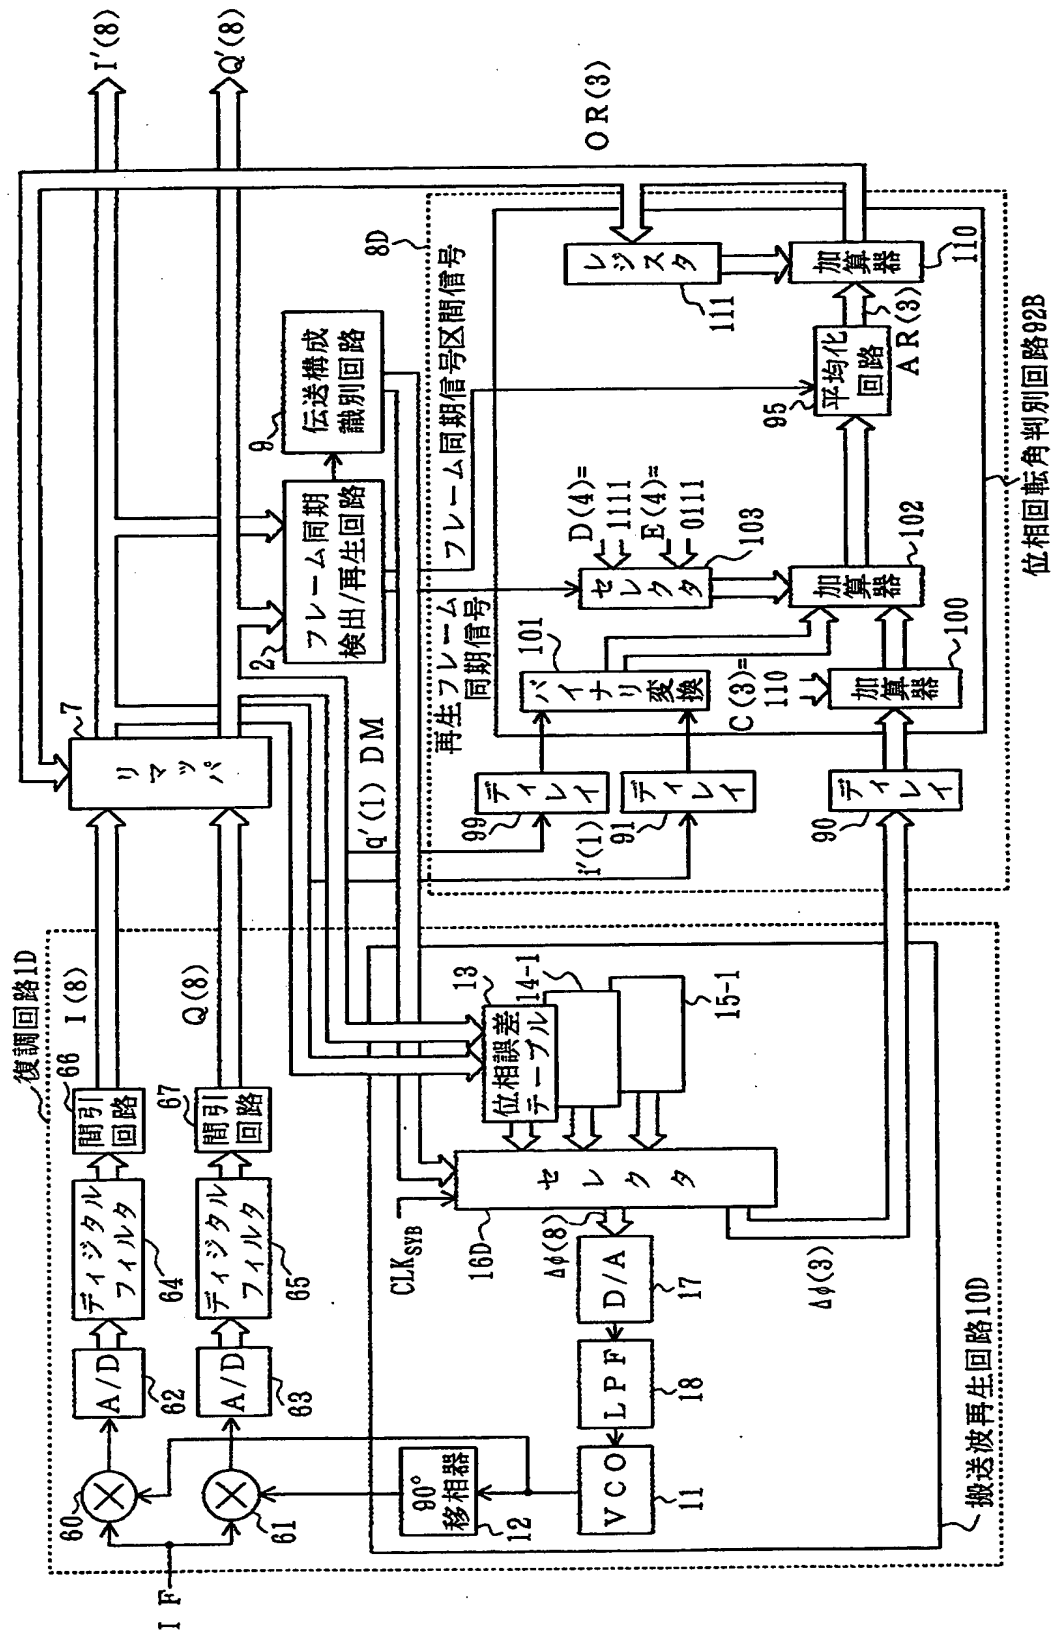 I'(8)
Q'(8)
OR(3)
復調回路1D
I(8)
Q(8)
66
間引
回路
67
間引
回路
ディジタル
フィルタ
64
ディジタル
フィルタ
65
A/D
62
A/D
63
60
61
IF
7
リマッパ
9
伝送構成
識別回路
2
フレーム同期
検出/再生回路
q'(1) DM
i'(1)
再生フレーム
同期信号
フレーム同期信号区間信号
8D
レジスタ
111
加算器
110
平均化
回路
95
AR(3)
D(4)=
1111
E(4)=
0111
セレクタ
103
加算器
102
101
バイナリ
変換
C(3)=
110
加算器
100
ディレイ
99
ディレイ
91
ディレイ
90
位相回転角判別回路92B
13
位相誤差
テーブル
14-1
15-1
セレクタ
16D
CLKSYB
Δφ(8)
Δφ(3)
D/A
17
LPF
18
VCO
11
90°
移相器
12
搬送波再生回路10D